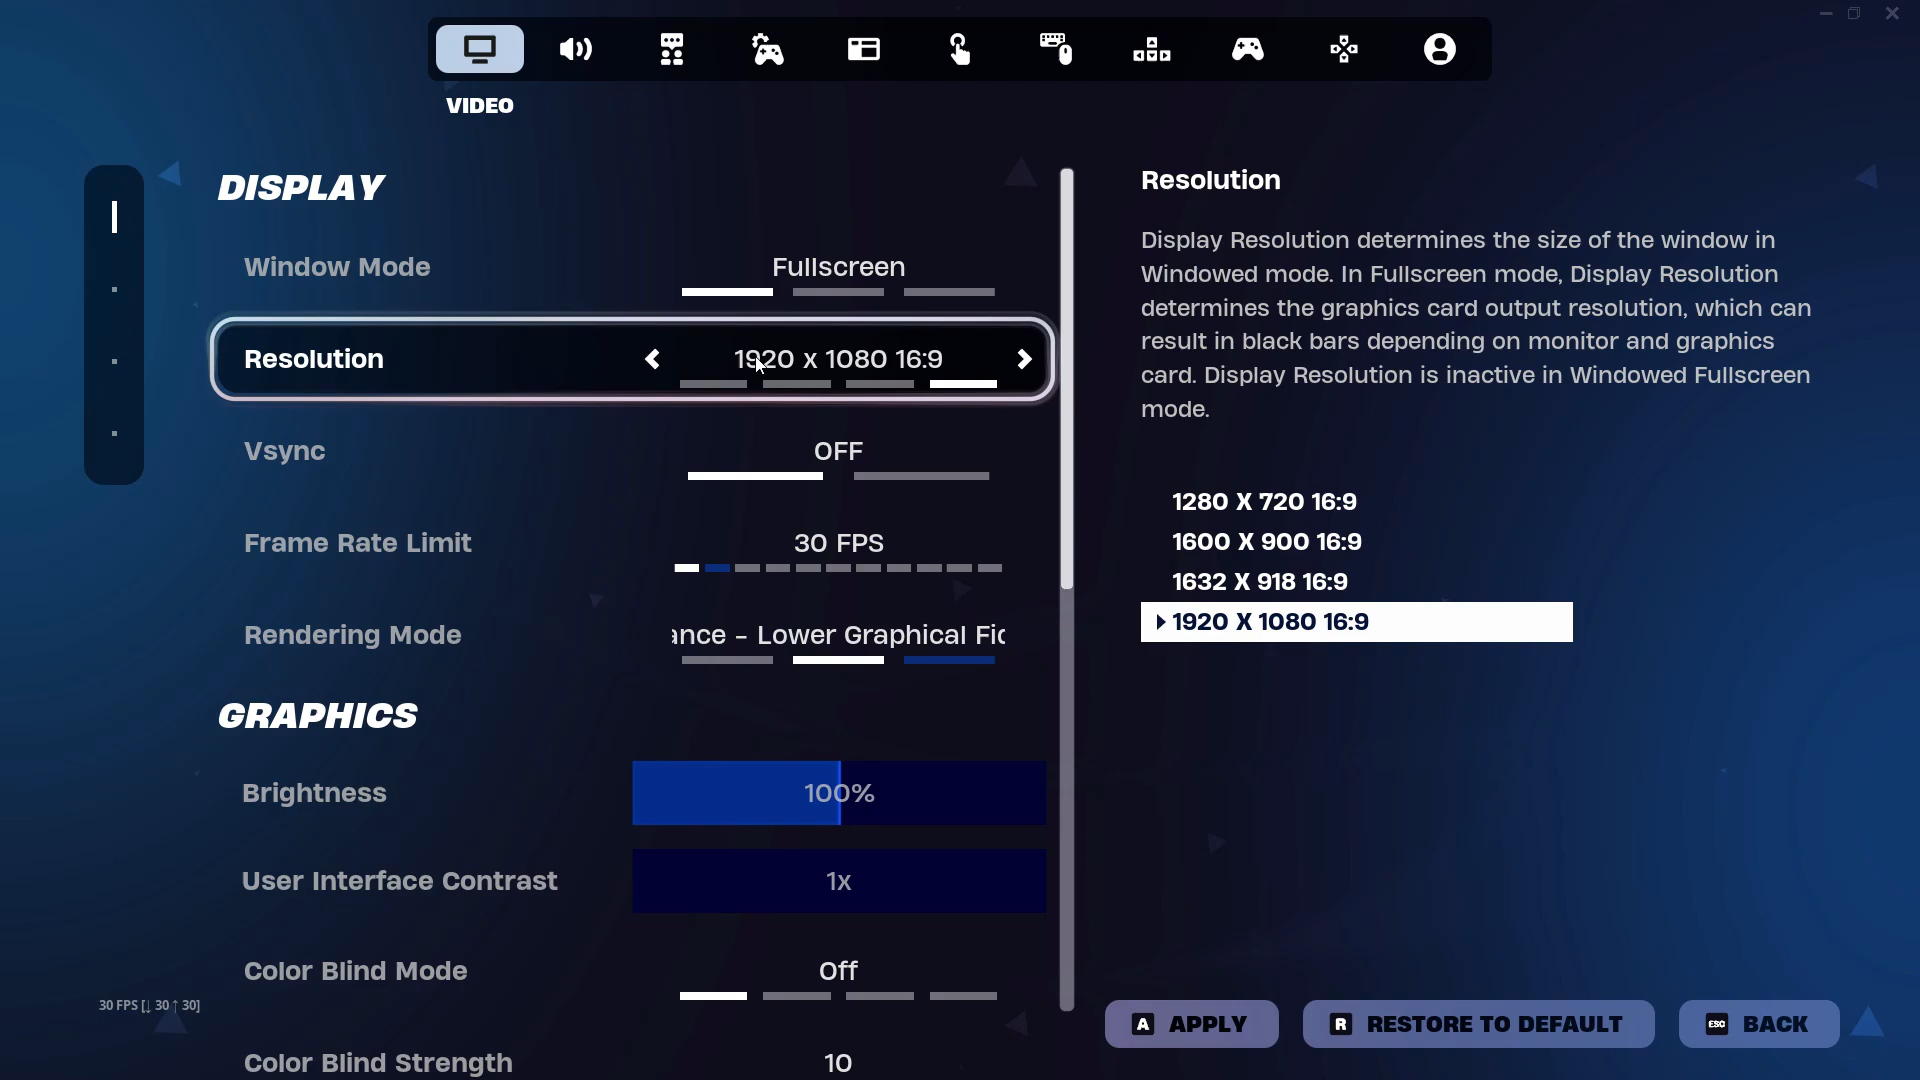 VIDEO
DISPLAY
Window Mode
Fullscreen
Resolution
1920 x 1080 16:9
Vsync
OFF
Frame Rate Limit
30 FPS
Rendering Mode
ance - Lower Graphical Fid
GRAPHICS
Brightness
100%
User Interface Contrast
1x
Color Blind Mode
Off
Color Blind Strength
10
30 FPS [↓ 30 ↑ 30]
Resolution
Display Resolution determines the size of the window in
Windowed mode. In Fullscreen mode, Display Resolution
determines the graphics card output resolution, which can
result in black bars depending on monitor and graphics
card. Display Resolution is inactive in Windowed Fullscreen
mode.
1280 X 720 16:9
1600 X 900 16:9
1632 X 918 16:9
1920 X 1080 16:9
A APPLY
R RESTORE TO DEFAULT
ESC BACK